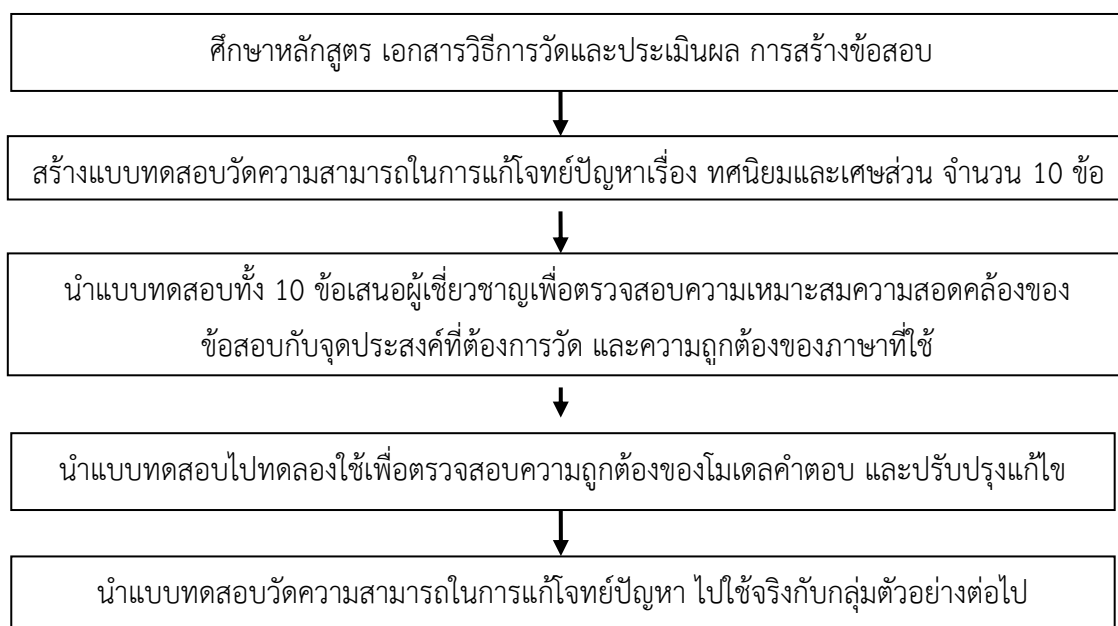 ศึกษาหลักสูตร เอกสารวิธีการวัดและประเมินผล การสร้างข้อสอบ
สร้างแบบทดสอบวัดความสามารถในการแก้โจทย์ปัญหาเรื่อง ทศนิยมและเศษส่วน จำนวน 10 ข้อ
นำแบบทดสอบทั้ง 10 ข้อเสนอผู้เชี่ยวชาญเพื่อตรวจสอบความเหมาะสมความสอดคล้องของ
ข้อสอบกับจุดประสงค์ที่ต้องการวัด และความถูกต้องของภาษาที่ใช้
นำแบบทดสอบไปทดลองใช้เพื่อตรวจสอบความถูกต้องของโมเดลคำตอบ และปรับปรุงแก้ไข
นำแบบทดสอบวัดความสามารถในการแก้โจทย์ปัญหา ไปใช้จริงกับกลุ่มตัวอย่างต่อไป